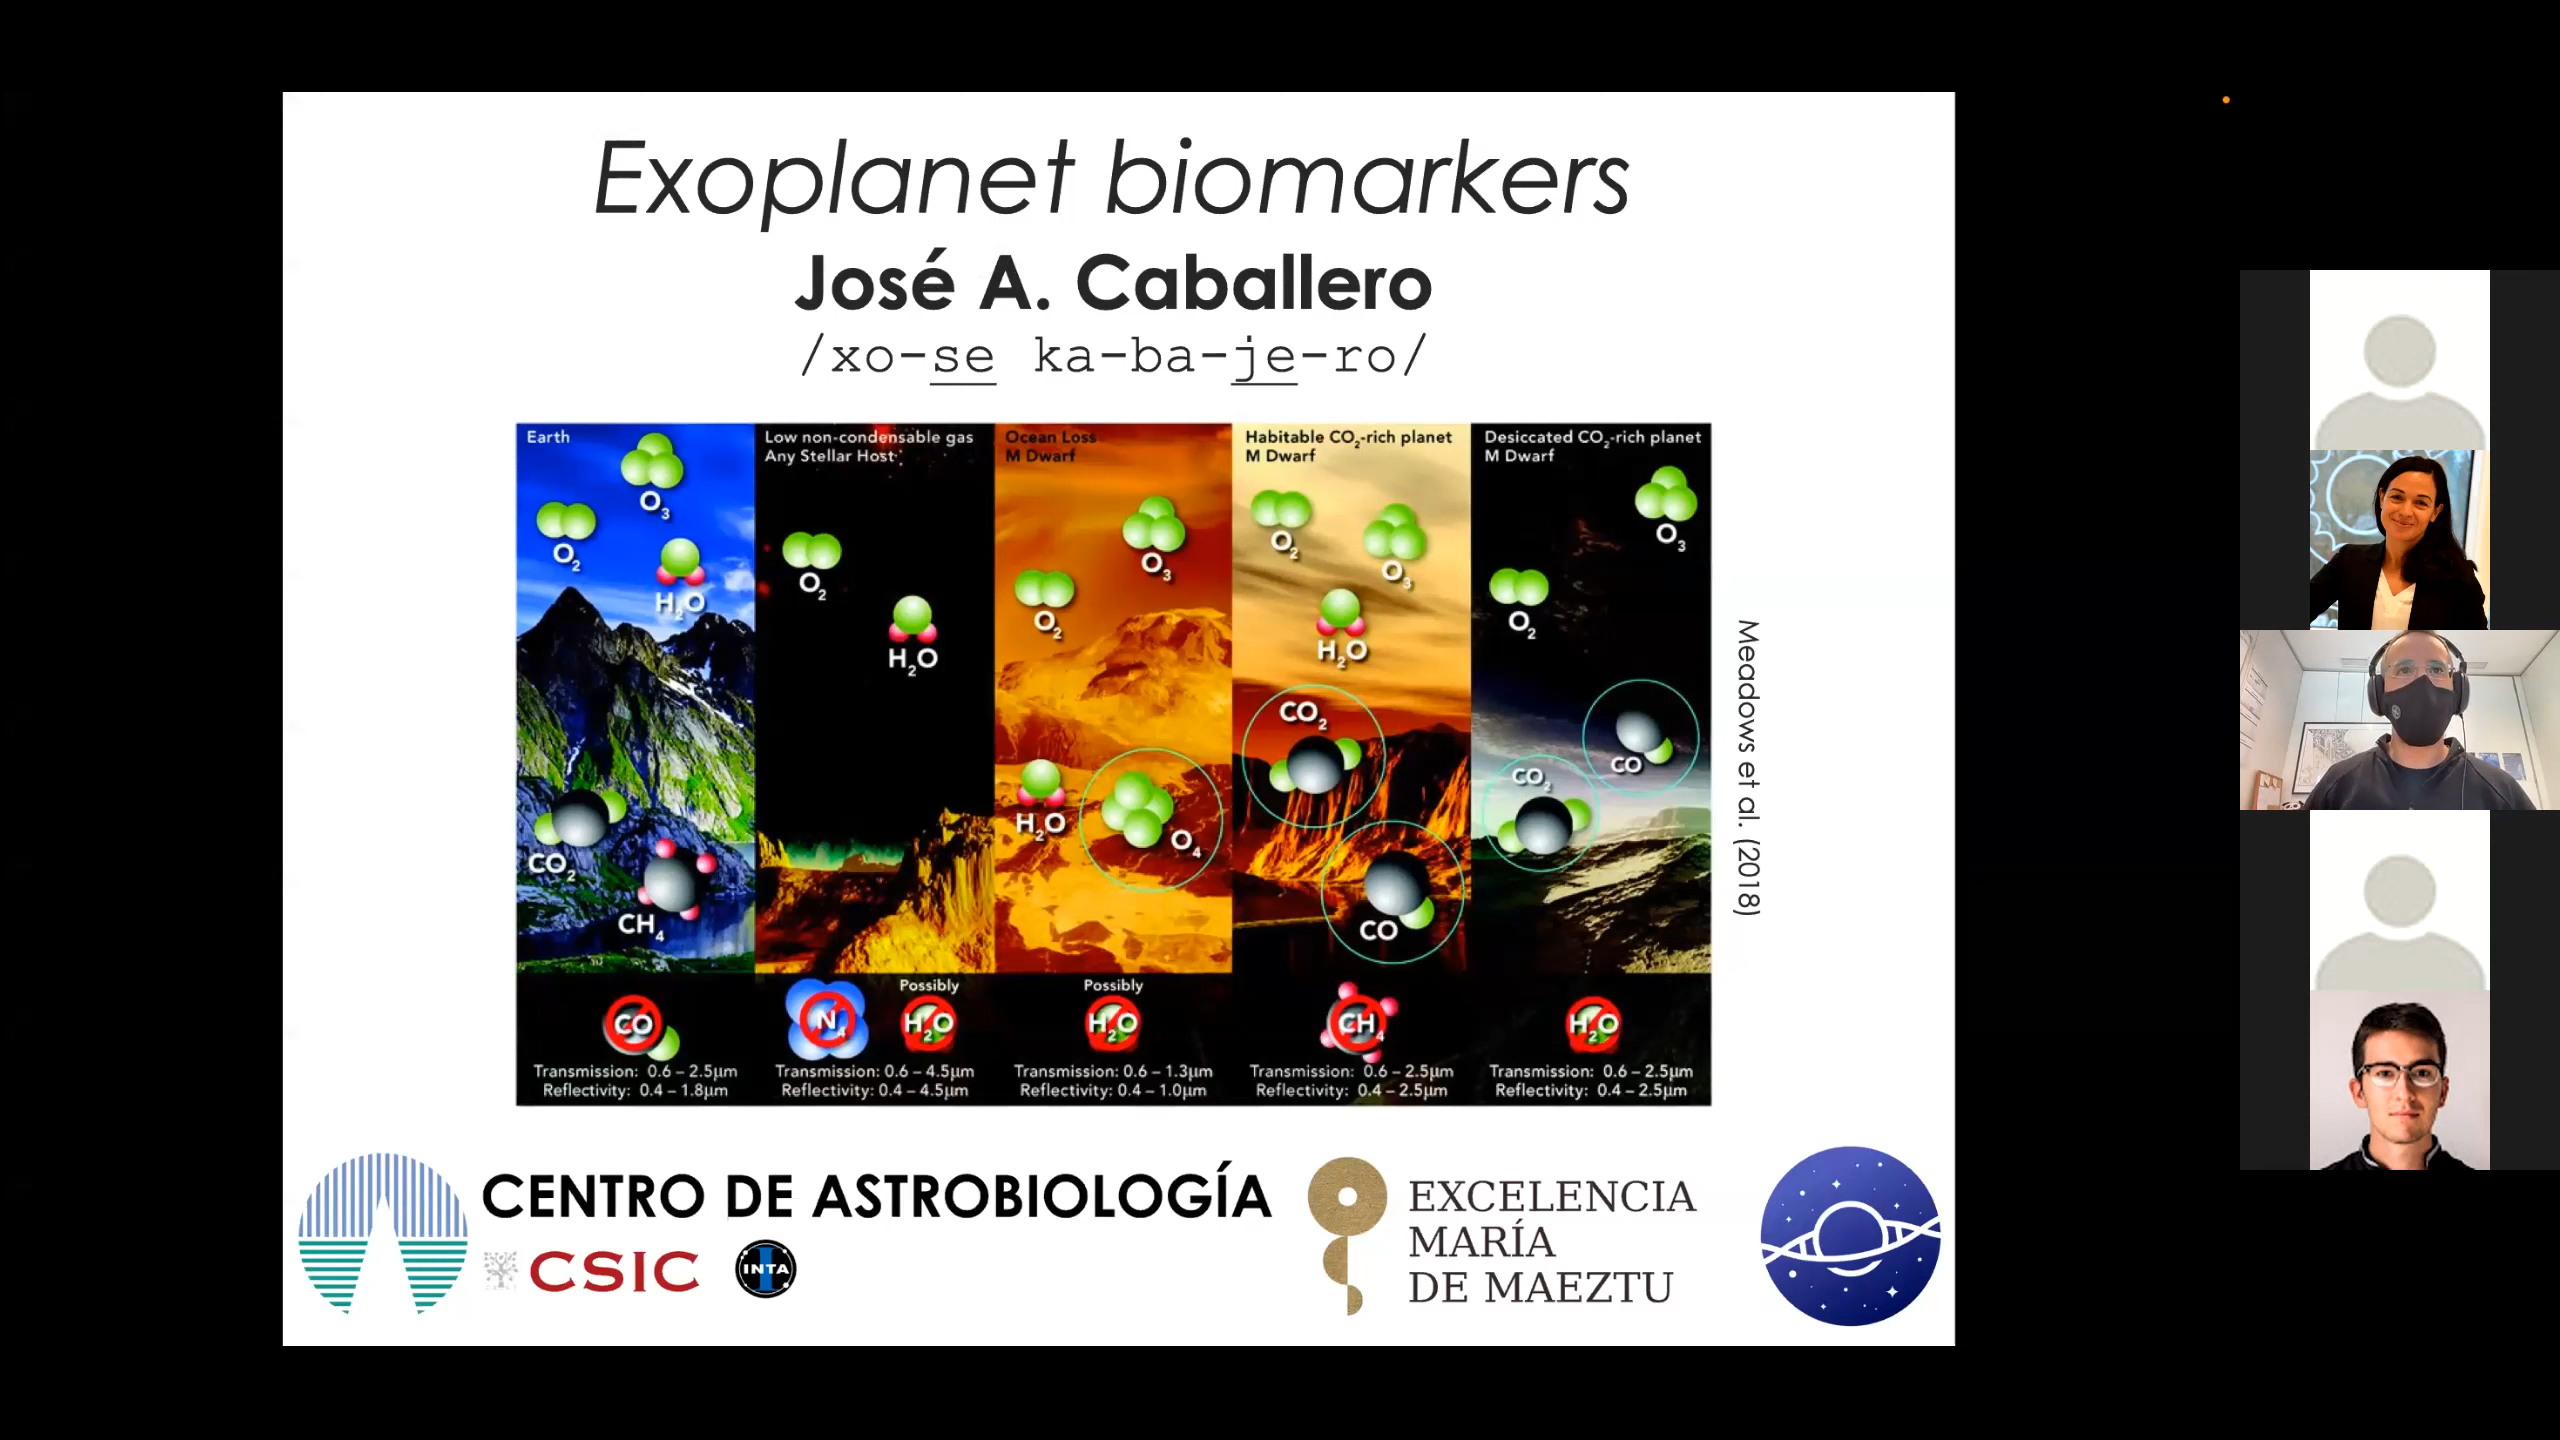 Exoplanet biomarkers
José A. Caballero
/xo-se ka-ba-je-ro/
Earth
O3
O2
H2O
CO2
CH4
CO
Transmission: 0.6 – 2.5µm
Reflectivity: 0.4 – 1.8µm
Low non-condensable gas
Any Stellar Host
O2
H2O
N4
Possibly
H2O
Transmission: 0.6 – 4.5µm
Reflectivity: 0.4 – 4.5µm
Ocean Loss
M Dwarf
O3
O2
H2O
O4
Possibly
H2O
Transmission: 0.6 – 1.3µm
Reflectivity: 0.4 – 1.0µm
Habitable CO2-rich planet
M Dwarf
O2
O3
H2O
CO2
CO
CH4
Transmission: 0.6 – 2.5µm
Reflectivity: 0.4 – 2.5µm
Desiccated CO2-rich planet
M Dwarf
O3
O2
CO
CO2
H2O
Transmission: 0.6 – 2.5µm
Reflectivity: 0.4 – 2.5µm
Meadows et al. (2018)
CENTRO DE ASTROBIOLOGÍA
CSIC
INTA
EXCELENCIA
MARÍA
DE MAEZTU